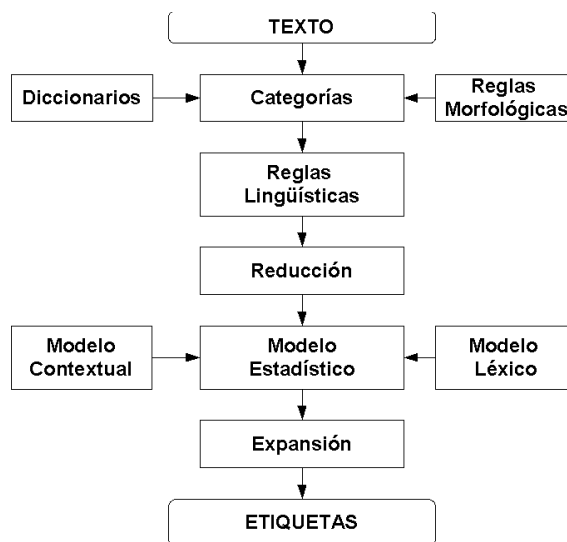 TEXTO
Diccionarios
Categorías
Reglas
Morfológicas
Reglas
Lingüísticas
Reducción
Modelo
Contextual
Modelo
Estadístico
Modelo
Léxico
Expansión
ETIQUETAS